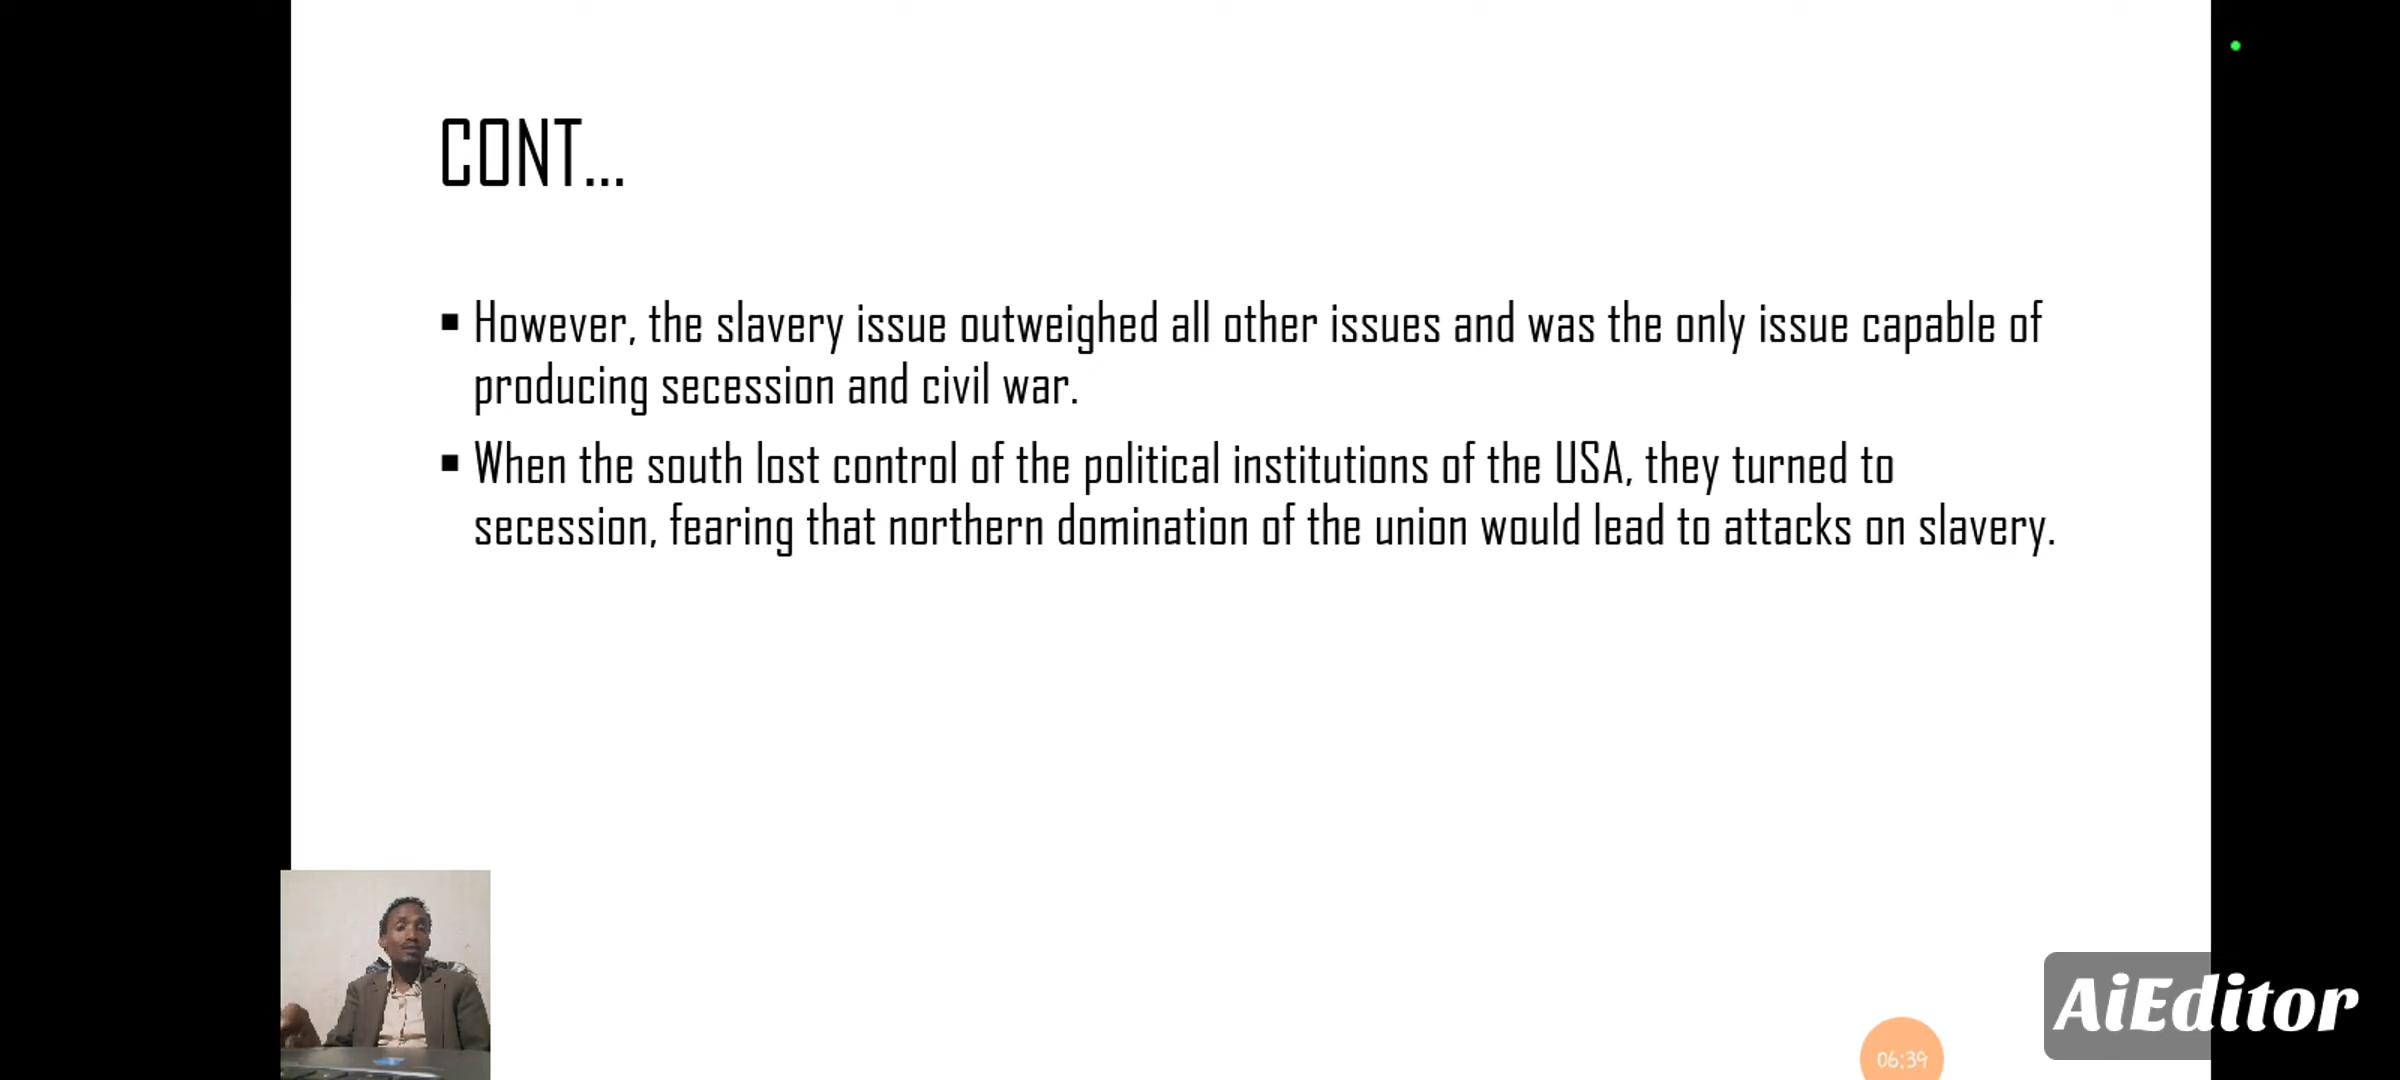 CONT...
▪ However, the slavery issue outweighed all other issues and was the only issue capable of
producing secession and civil war.
▪ When the south lost control of the political institutions of the USA, they turned to
secession, fearing that northern domination of the union would lead to attacks on slavery.
AiEditor
06:39